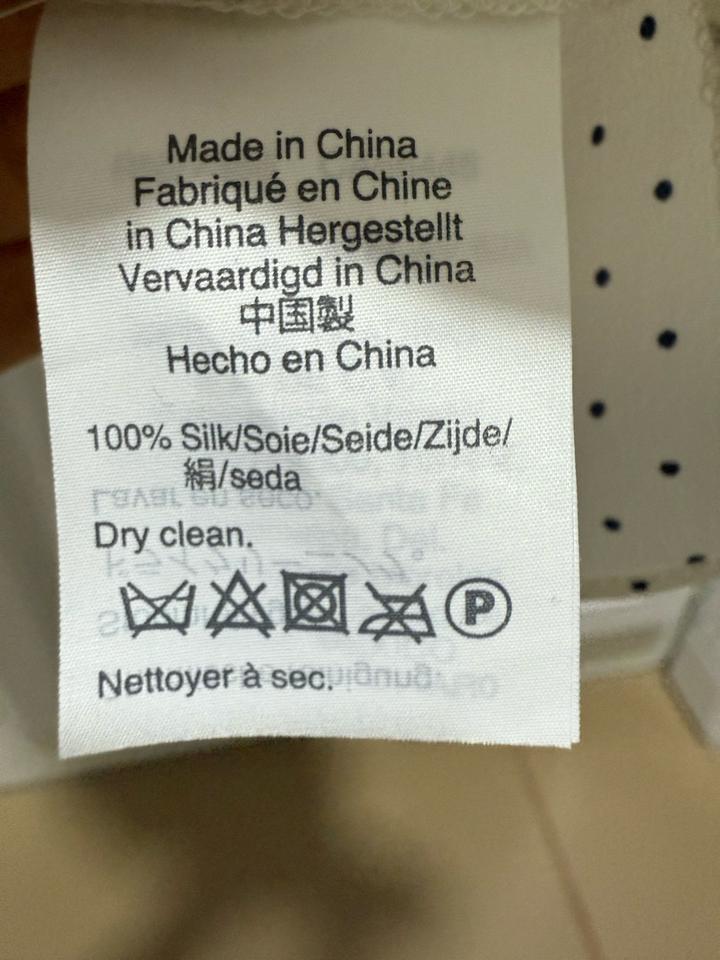 Made in China
Fabriqué en Chine
in China Hergestellt
Vervaardigd in China
中国製
Hecho en China
100% Silk/Soie/Seide/Zijde/
絹/seda
Dry clean.
P
Nettoyer à sec.